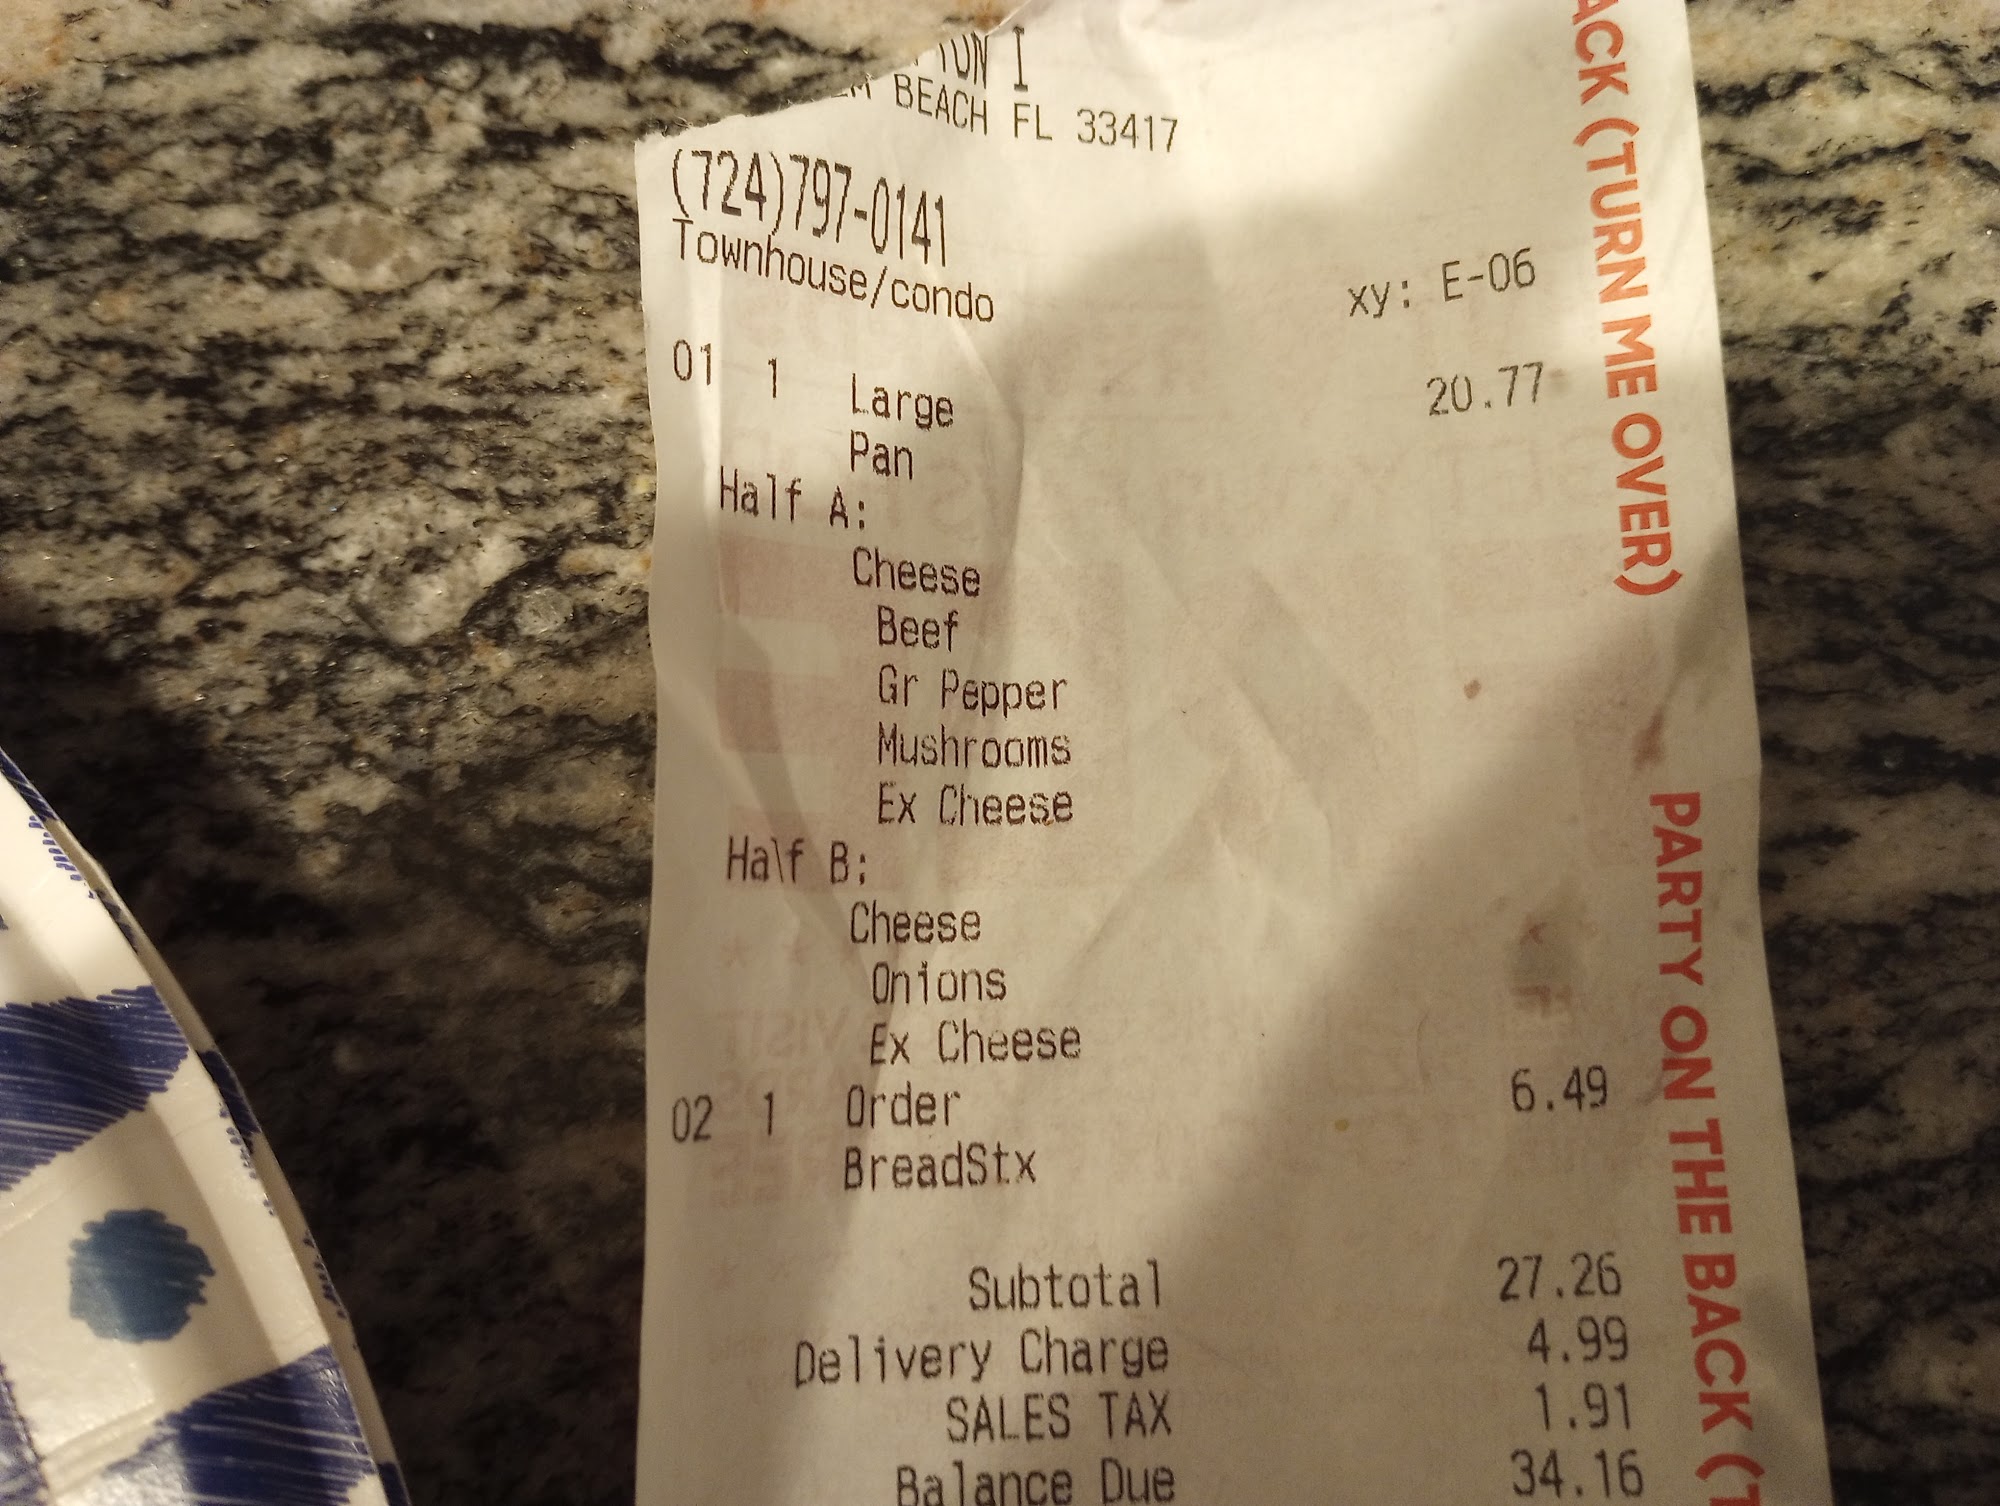 BEACH FL 33417
(724)797-0141
Townhouse/condo
xy: E-06
01 1 Large 20.77
Pan
Half A:
Cheese
Beef
Gr Pepper
Mushrooms
Ex Cheese
Half B:
Cheese
Onions
Ex Cheese
02 1 Order 6.49
BreadStx
Subtotal 27.26
Delivery Charge 4.99
SALES TAX 1.91
Balance Due 34.16
ACK (TURN ME OVER)
PARTY ON THE BACK (T